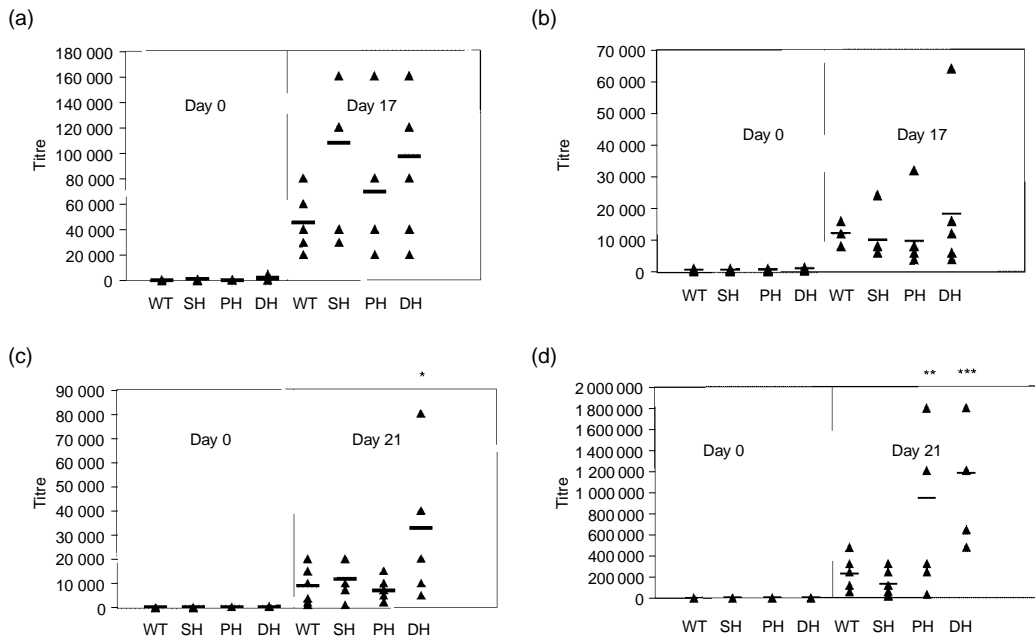 (a)
Titre
180 000
160 000
140 000
120 000
100 000
80 000
60 000
40 000
20 000
0
Day 0
Day 17
WT SH PH DH WT SH PH DH
(b)
Titre
70 000
60 000
50 000
40 000
30 000
20 000
10 000
0
Day 0
Day 17
WT SH PH DH WT SH PH DH
(c)
Titre
90 000
80 000
70 000
60 000
50 000
40 000
30 000
20 000
10 000
0
Day 0
Day 21
*
WT SH PH DH WT SH PH DH
(d)
Titre
2 000 000
1 800 000
1 600 000
1 400 000
1 200 000
1 000 000
800 000
600 000
400 000
200 000
0
Day 0
Day 21
** ***
WT SH PH DH WT SH PH DH